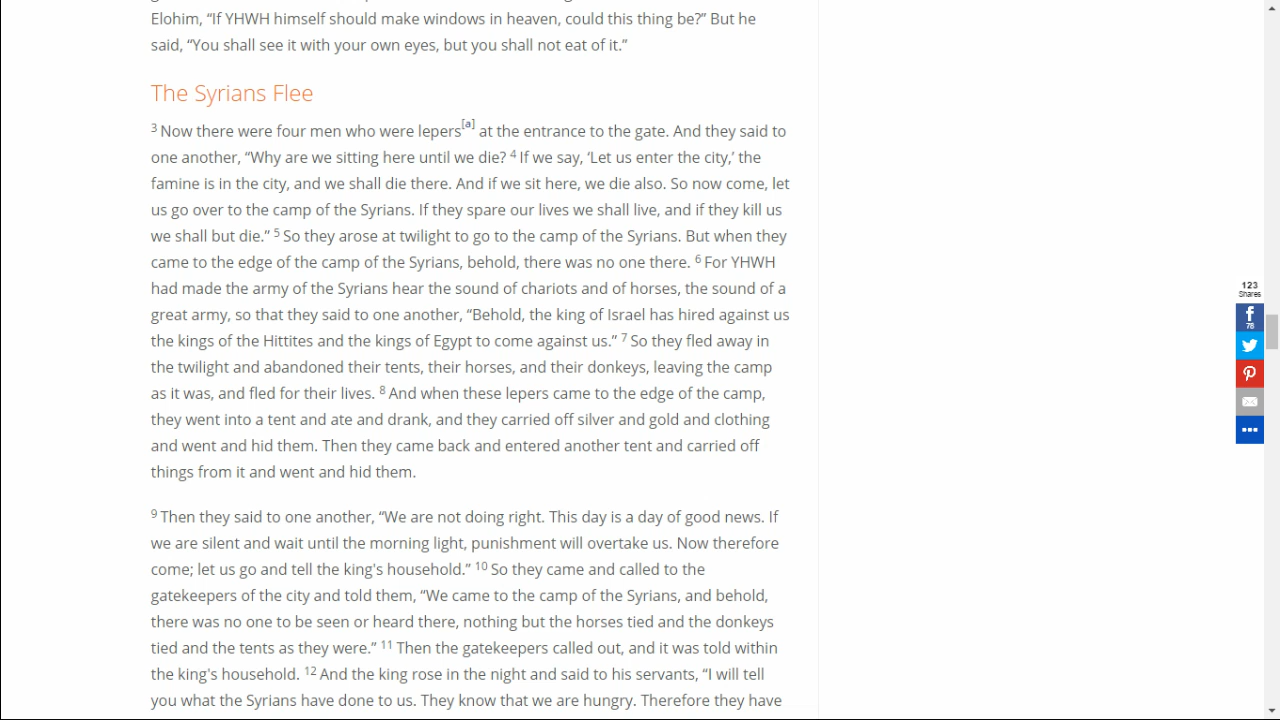 Elohim, “If YHWH himself should make windows in heaven, could this thing be?” But he
said, “You shall see it with your own eyes, but you shall not eat of it.”
The Syrians Flee
3 Now there were four men who were lepers[a] at the entrance to the gate. And they said to
one another, “Why are we sitting here until we die? 4 If we say, ‘Let us enter the city,’ the
famine is in the city, and we shall die there. And if we sit here, we die also. So now come, let
us go over to the camp of the Syrians. If they spare our lives we shall live, and if they kill us
we shall but die.” 5 So they arose at twilight to go to the camp of the Syrians. But when they
came to the edge of the camp of the Syrians, behold, there was no one there. 6 For YHWH
had made the army of the Syrians hear the sound of chariots and of horses, the sound of a
great army, so that they said to one another, “Behold, the king of Israel has hired against us
the kings of the Hittites and the kings of Egypt to come against us.” 7 So they fled away in
the twilight and abandoned their tents, their horses, and their donkeys, leaving the camp
as it was, and fled for their lives. 8 And when these lepers came to the edge of the camp,
they went into a tent and ate and drank, and they carried off silver and gold and clothing
and went and hid them. Then they came back and entered another tent and carried off
things from it and went and hid them.
9 Then they said to one another, “We are not doing right. This day is a day of good news. If
we are silent and wait until the morning light, punishment will overtake us. Now therefore
come; let us go and tell the king's household.” 10 So they came and called to the
gatekeepers of the city and told them, “We came to the camp of the Syrians, and behold,
there was no one to be seen or heard there, nothing but the horses tied and the donkeys
tied and the tents as they were.” 11 Then the gatekeepers called out, and it was told within
the king's household. 12 And the king rose in the night and said to his servants, “I will tell
you what the Syrians have done to us. They know that we are hungry. Therefore they have
123
Shares
78